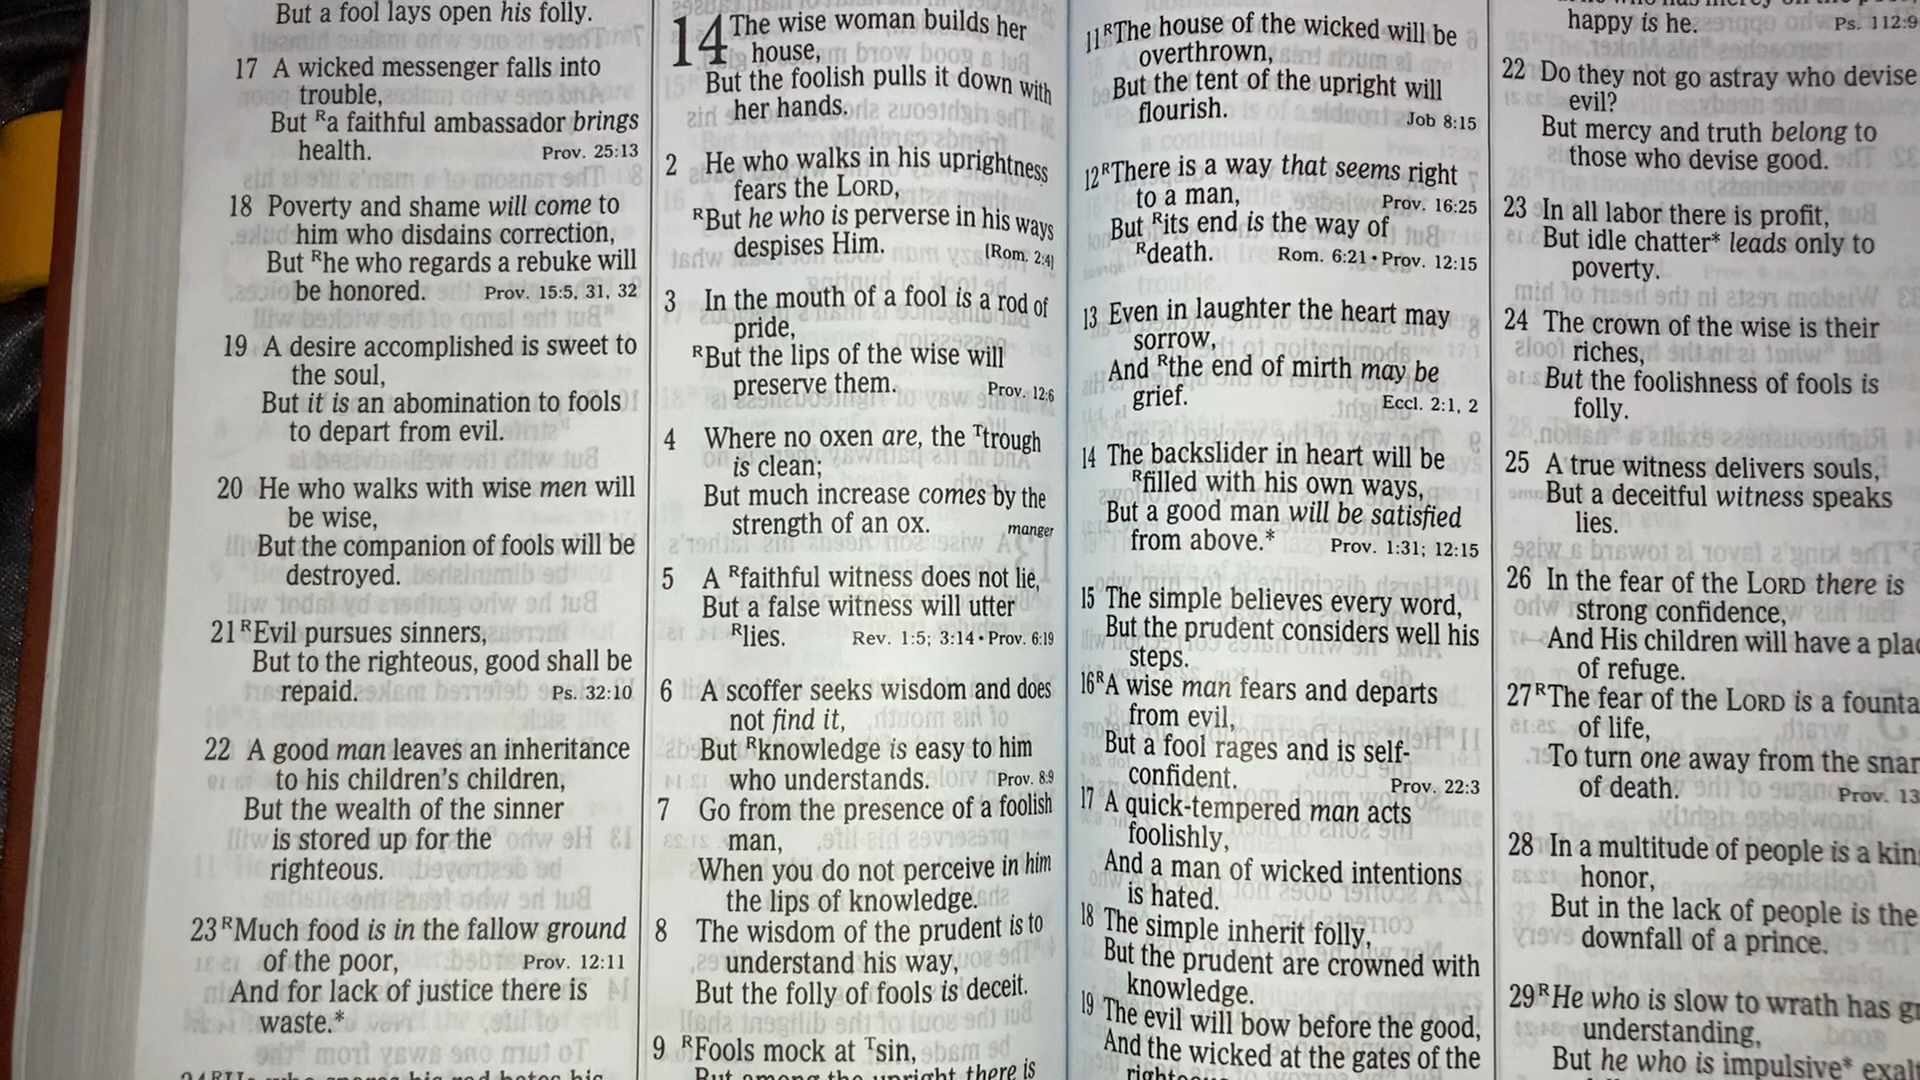 But a fool lays open his folly.
17 A wicked messenger falls into
trouble,
But Ra faithful ambassador brings
health. Prov. 25:13
18 Poverty and shame will come to
him who disdains correction,
But Rhe who regards a rebuke will
be honored. Prov. 15:5, 31, 32
19 A desire accomplished is sweet to
the soul,
But it is an abomination to fools
to depart from evil.
20 He who walks with wise men will
be wise,
But the companion of fools will be
destroyed.
21 REvil pursues sinners,
But to the righteous, good shall be
repaid. Ps. 32:10
22 A good man leaves an inheritance
to his children's children,
But the wealth of the sinner
is stored up for the
righteous.
23 RMuch food is in the fallow ground
of the poor, Prov. 12:11
And for lack of justice there is
waste.*
14 The wise woman builds her
house,
But the foolish pulls it down with
her hands.
2 He who walks in his uprightness
fears the LORD,
RBut he who is perverse in his ways
despises Him. [Rom. 2:4]
3 In the mouth of a fool is a rod of
pride,
RBut the lips of the wise will
preserve them. Prov. 12:6
4 Where no oxen are, the Ttrough
is clean;
But much increase comes by the
strength of an ox. manger
5 A Rfaithful witness does not lie,
But a false witness will utter
Rlies. Rev. 1:5; 3:14 • Prov. 6:19
6 A scoffer seeks wisdom and does
not find it,
But Rknowledge is easy to him
who understands. Prov. 8:9
7 Go from the presence of a foolish
man,
When you do not perceive in him
the lips of knowledge.
8 The wisdom of the prudent is to
understand his way,
But the folly of fools is deceit.
9 RFools mock at Tsin,
But among the upright there is
11 RThe house of the wicked will be
overthrown,
But the tent of the upright will
flourish. Job 8:15
12 RThere is a way that seems right
to a man, Prov. 16:25
But Rits end is the way of
Rdeath. Rom. 6:21 • Prov. 12:15
13 Even in laughter the heart may
sorrow,
And Rthe end of mirth may be
grief. Eccl. 2:1, 2
14 The backslider in heart will be
Rfilled with his own ways,
But a good man will be satisfied
from above.* Prov. 1:31; 12:15
15 The simple believes every word,
But the prudent considers well his
steps.
16 RA wise man fears and departs
from evil,
But a fool rages and is self-
confident. Prov. 22:3
17 A quick-tempered man acts
foolishly,
And a man of wicked intentions
is hated.
18 The simple inherit folly,
But the prudent are crowned with
knowledge.
19 The evil will bow before the good,
And the wicked at the gates of the
happy is he. Ps. 112:9
22 Do they not go astray who devise
evil?
But mercy and truth belong to
those who devise good.
23 In all labor there is profit,
But idle chatter* leads only to
poverty.
24 The crown of the wise is their
riches,
But the foolishness of fools is
folly.
25 A true witness delivers souls,
But a deceitful witness speaks
lies.
26 In the fear of the LORD there is
strong confidence,
And His children will have a
of refuge.
27 RThe fear of the LORD is a
of life,
To turn one away from the
of death. Prov. 13
28 In a multitude of people is a
honor,
But in the lack of people is the
downfall of a prince.
29 RHe who is slow to wrath has
understanding,
But he who is impulsive*